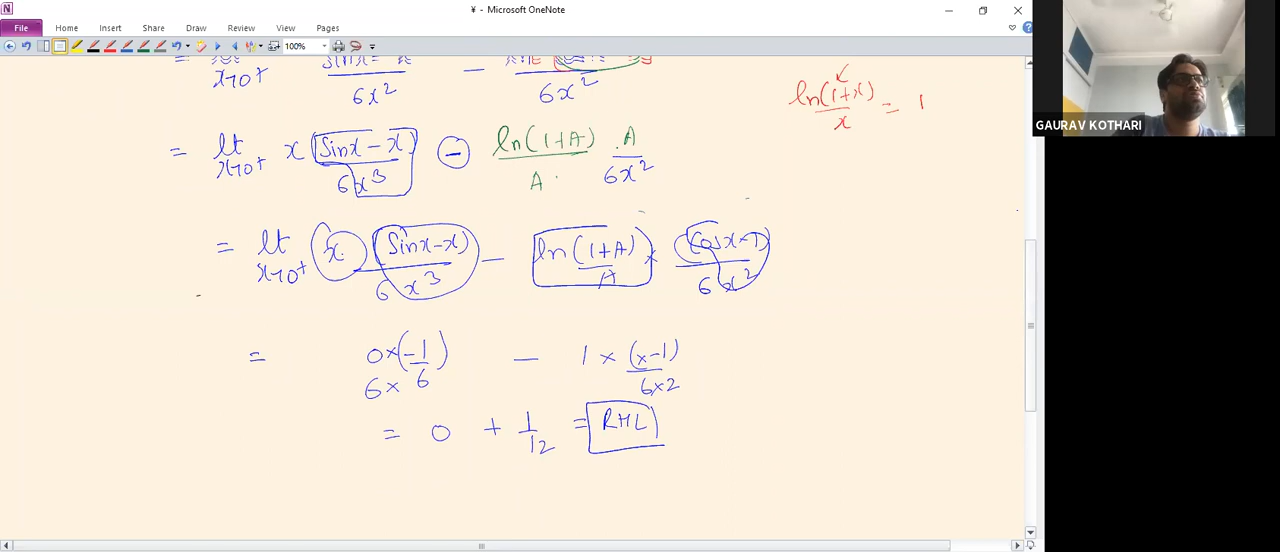 ¥ - Microsoft OneNote
File Home Insert Share Draw Review View Pages
100%
= x→0+ 6x² − 6x²
ln(1+x)/x = 1
GAURAV KOTHARI
= lt x→0+ x (Sinx−x)/6x³ − ln(1+A)/A · A/6x²
= lt x→0+ x · (Sinx−x)/6x³ − ln(1+A)/A × (Cosx−1)/6x²
= 0×(−1)/6×6 − 1 × (x−1)/6×2
= 0 + 1/12 = RHL